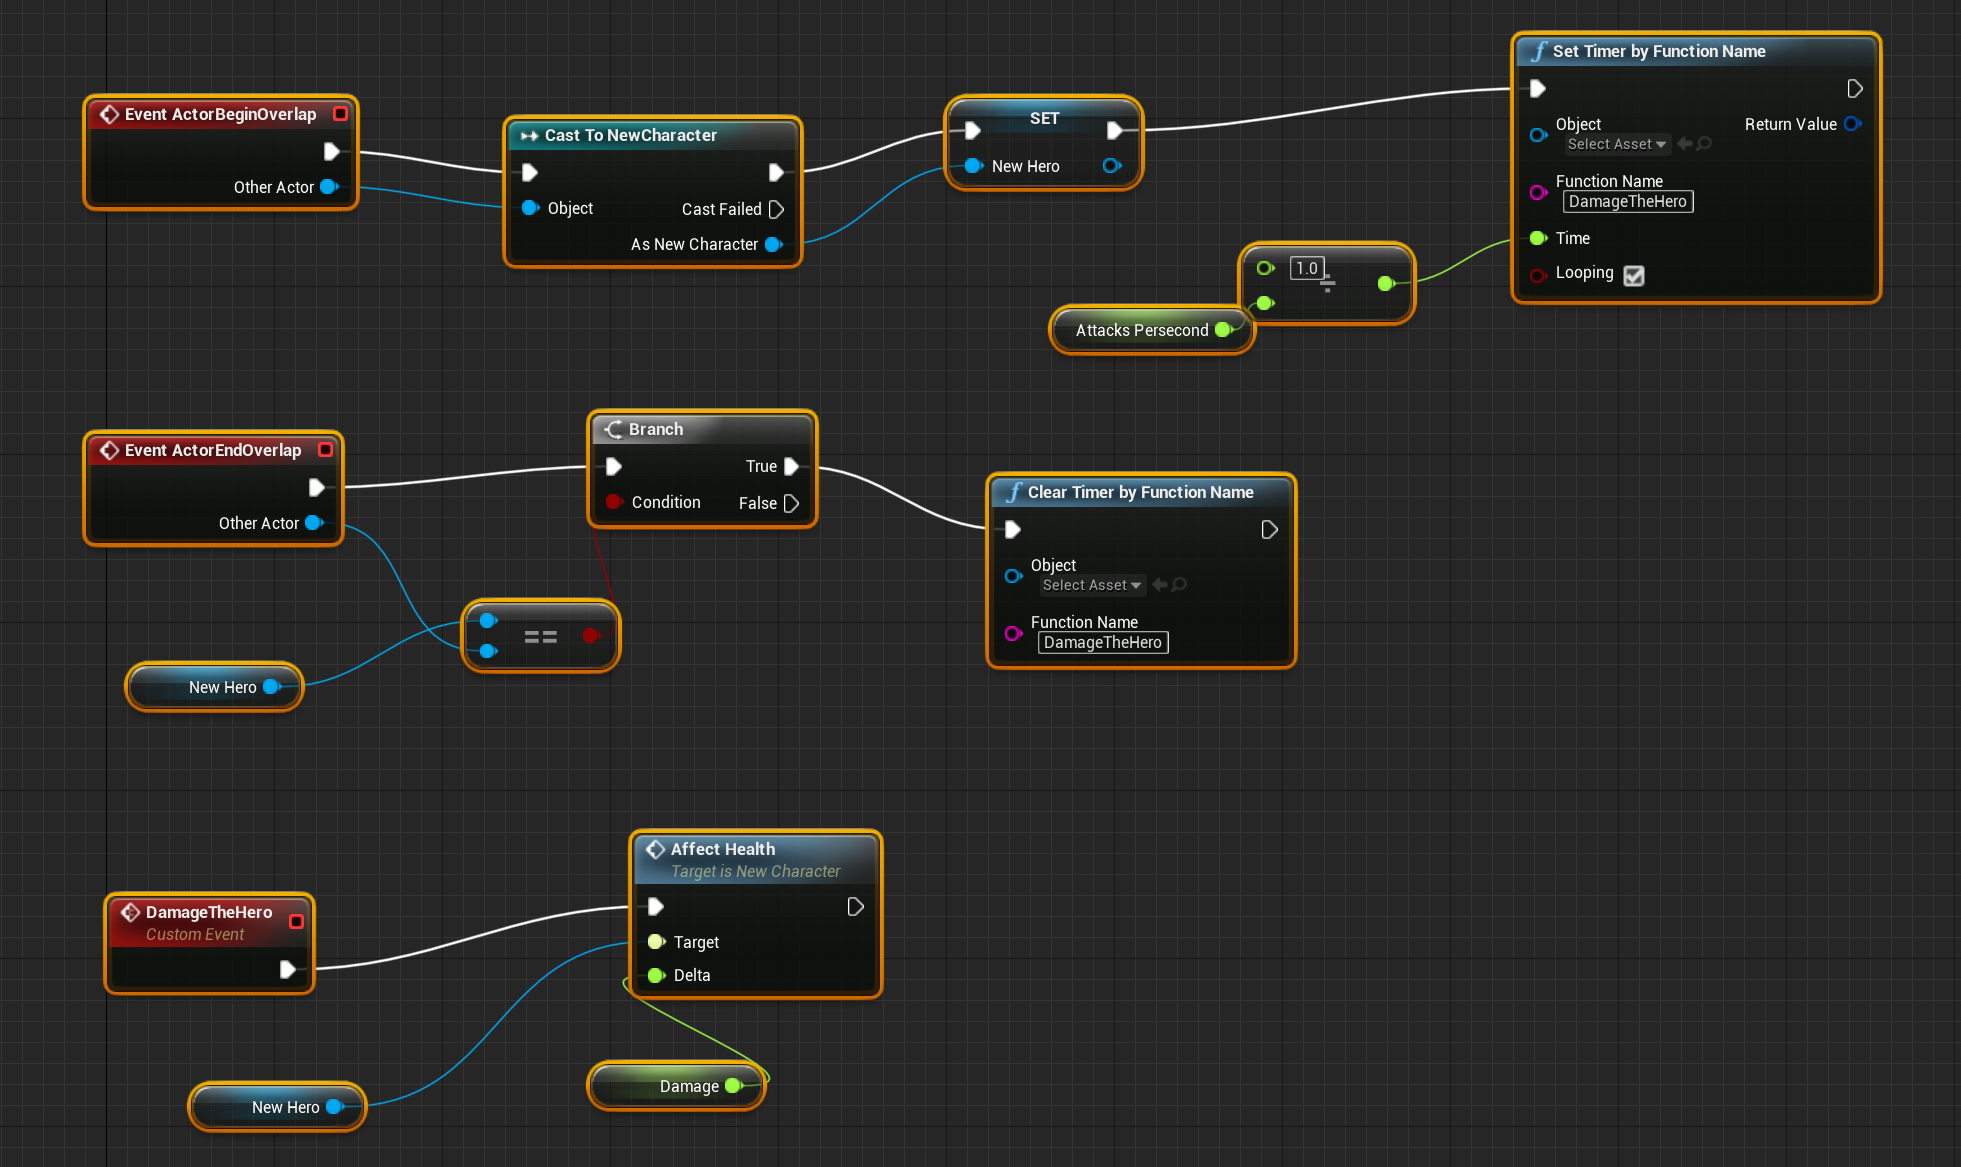 Event ActorBeginOverlap
Other Actor
Cast To NewCharacter
Object
Cast Failed
As New Character
SET
New Hero
Set Timer by Function Name
Object
Return Value
Select Asset
Function Name
DamageTheHero
Time
Looping
1.0
÷
Attacks Persecond
Event ActorEndOverlap
Other Actor
Branch
True
Condition
False
==
New Hero
Clear Timer by Function Name
Object
Select Asset
Function Name
DamageTheHero
DamageTheHero
Custom Event
Affect Health
Target is New Character
Target
Delta
Damage
New Hero